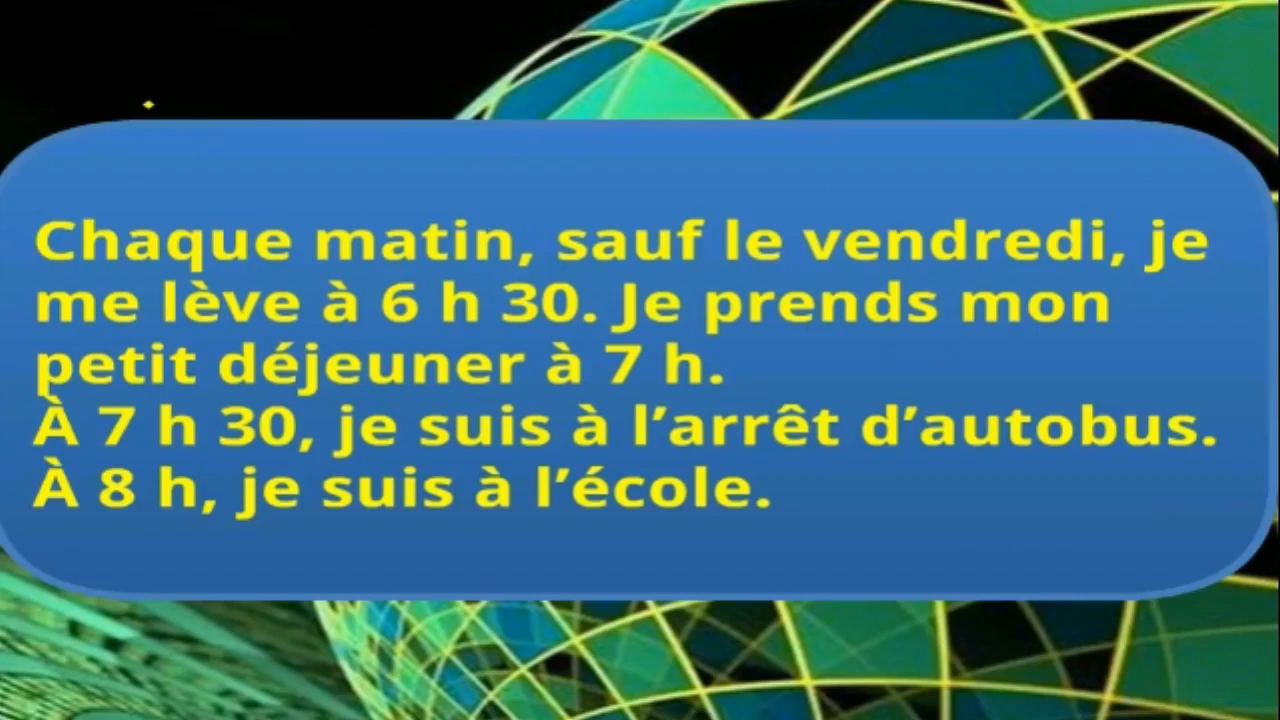 Chaque matin, sauf le vendredi, je
me lève à 6 h 30. Je prends mon
petit déjeuner à 7 h.
À 7 h 30, je suis à l’arrêt d’autobus.
À 8 h, je suis à l’école.